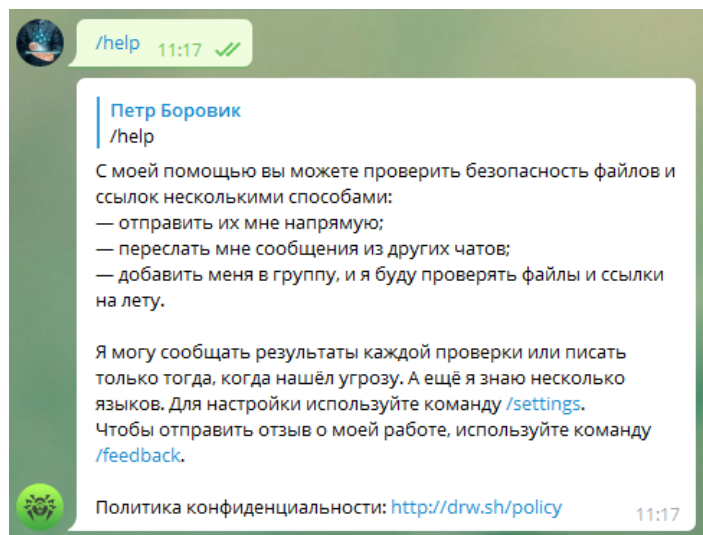 /help 11:17
Петр Боровик
/help
С моей помощью вы можете проверить безопасность файлов и
ссылок несколькими способами:
— отправить их мне напрямую;
— переслать мне сообщения из других чатов;
— добавить меня в группу, и я буду проверять файлы и ссылки
на лету.
Я могу сообщать результаты каждой проверки или писать
только тогда, когда нашёл угрозу. А ещё я знаю несколько
языков. Для настройки используйте команду /settings.
Чтобы отправить отзыв о моей работе, используйте команду
/feedback.
Политика конфиденциальности: http://drw.sh/policy 11:17